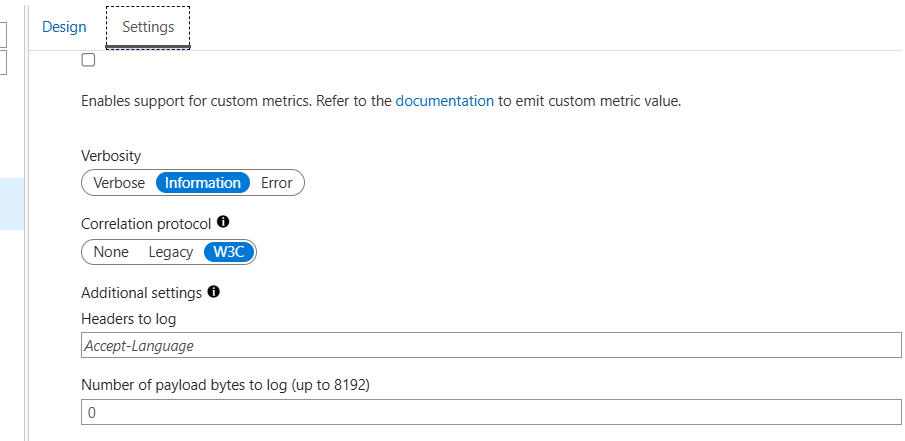 Design Settings
Enables support for custom metrics. Refer to the documentation to emit custom metric value.
Verbosity
Verbose Information Error
Correlation protocol
None Legacy W3C
Additional settings
Headers to log
Accept-Language
Number of payload bytes to log (up to 8192)
0